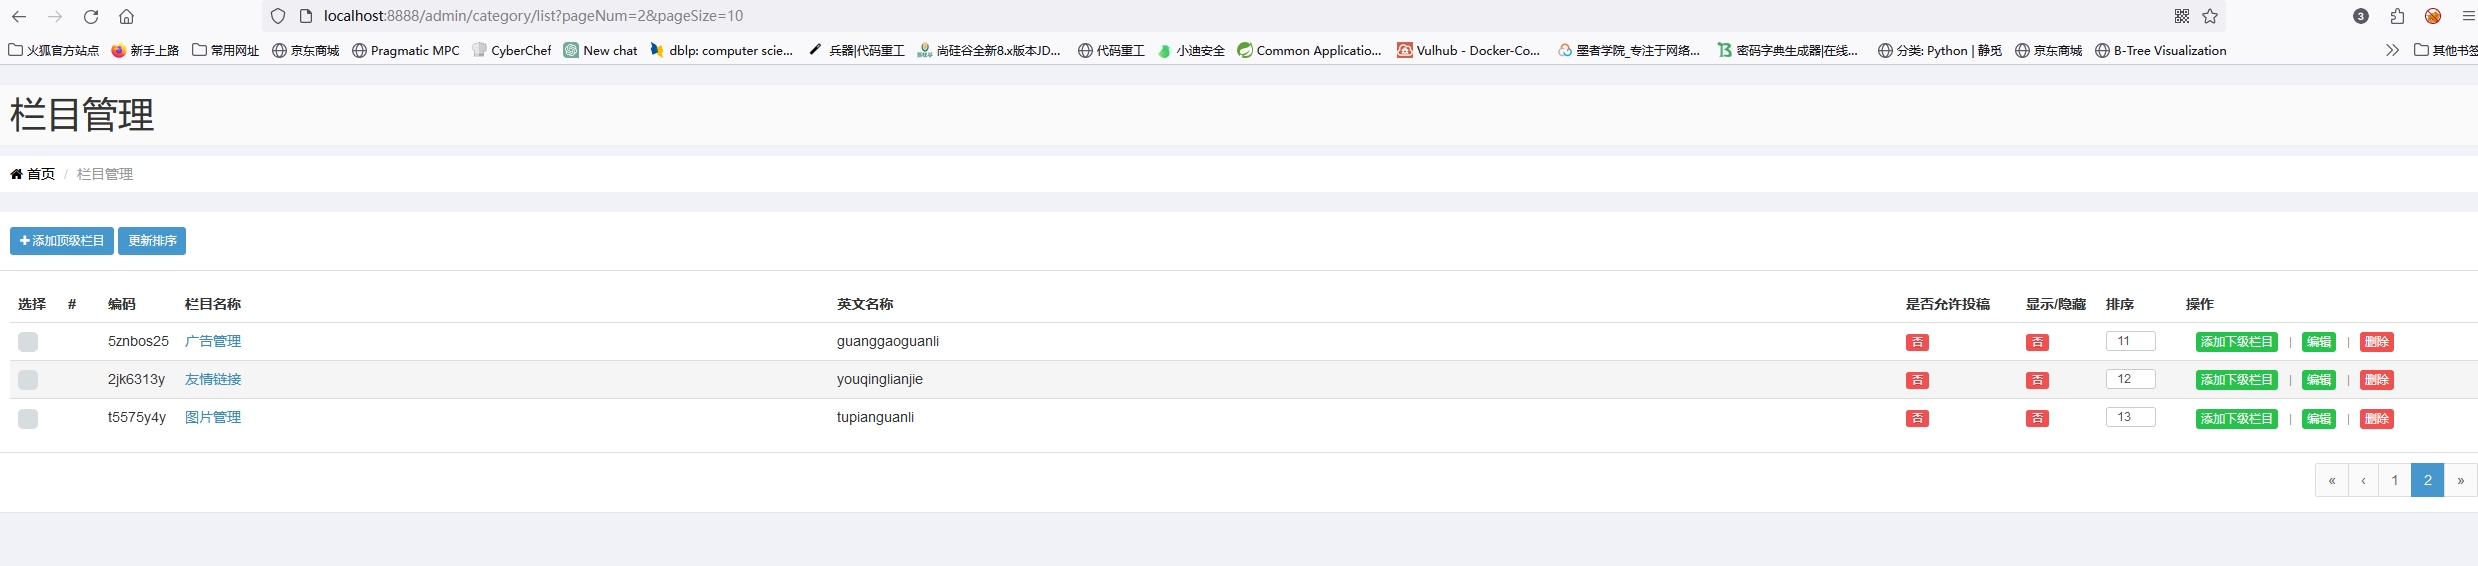 localhost:8888/admin/category/list?pageNum=2&pageSize=10
3
火狐官方站点 新手上路 常用网址 京东商城 Pragmatic MPC CyberChef New chat dblp: computer scie... 兵器|代码重工 尚硅谷全新8.x版本JD... 代码重工 小迪安全 Common Applicatio... Vulhub - Docker-Co... 墨者学院_专注于网络... 密码字典生成器|在线... 分类: Python | 静觅 京东商城 B-Tree Visualization 其他书签
栏目管理
首页 / 栏目管理
+添加顶级栏目 更新排序
选择 # 编码 栏目名称 英文名称 是否允许投稿 显示/隐藏 排序 操作
5znbos25 广告管理 guanggaoguanli 否 否 11 添加下级栏目 | 编辑 | 删除
2jk6313y 友情链接 youqinglianjie 否 否 12 添加下级栏目 | 编辑 | 删除
t5575y4y 图片管理 tupianguanli 否 否 13 添加下级栏目 | 编辑 | 删除
« ‹ 1 2 »